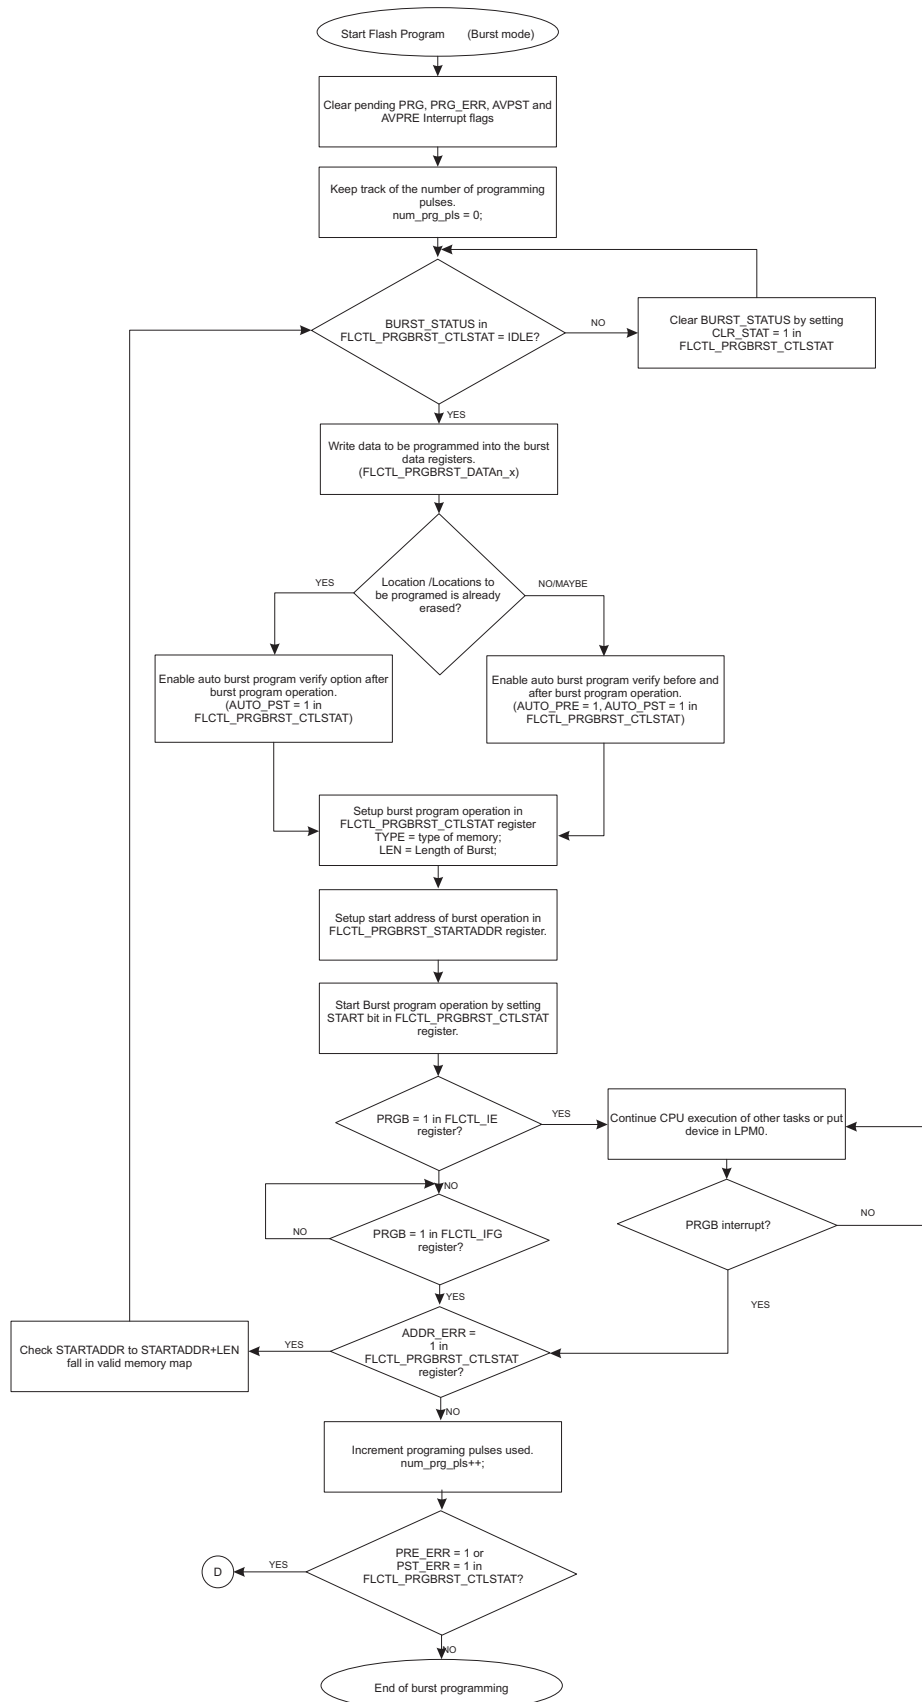 Start Flash Program (Burst mode)
Clear pending PRG, PRG_ERR, AVPST and
AVPRE Interrupt flags
Keep track of the number of programming
pulses.
num_prg_pls = 0;
BURST_STATUS in
FLCTL_PRGBRST_CTLSTAT = IDLE?
NO
Clear BURST_STATUS by setting
CLR_STAT = 1 in
FLCTL_PRGBRST_CTLSTAT
YES
Write data to be programmed into the burst
data registers.
(FLCTL_PRGBRST_DATAn_x)
Location /Locations to
be programed is already
erased?
YES
NO/MAYBE
Enable auto burst program verify option after
burst program operation.
(AUTO_PST = 1 in
FLCTL_PRGBRST_CTLSTAT)
Enable auto burst program verify before and
after burst program operation.
(AUTO_PRE = 1, AUTO_PST = 1 in
FLCTL_PRGBRST_CTLSTAT)
Setup burst program operation in
FLCTL_PRGBRST_CTLSTAT register
TYPE = type of memory;
LEN = Length of Burst;
Setup start address of burst operation in
FLCTL_PRGBRST_STARTADDR register.
Start Burst program operation by setting
START bit in FLCTL_PRGBRST_CTLSTAT
register.
PRGB = 1 in FLCTL_IE
register?
YES
Continue CPU execution of other tasks or put
device in LPM0.
NO
PRGB = 1 in FLCTL_IFG
register?
NO
PRGB interrupt?
NO
YES
YES
ADDR_ERR =
1 in
FLCTL_PRGBRST_CTLSTAT
register?
YES
Check STARTADDR to STARTADDR+LEN
fall in valid memory map
NO
Increment programing pulses used.
num_prg_pls++;
PRE_ERR = 1 or
PST_ERR = 1 in
FLCTL_PRGBRST_CTLSTAT?
YES
D
NO
End of burst programming